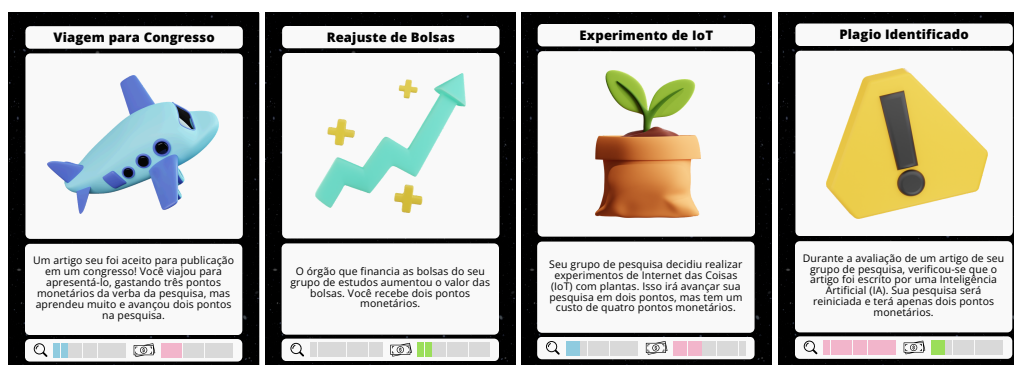 Viagem para Congresso
Um artigo seu foi aceito para publicação
em um congresso! Você viajou para
apresentá-lo, gastando três pontos
monetários da verba da pesquisa, mas
aprendeu muito e avançou dois pontos
na pesquisa.
Reajuste de Bolsas
O órgão que financia as bolsas do seu
grupo de estudos aumentou o valor das
bolsas. Você recebe dois pontos
monetários.
Experimento de IoT
Seu grupo de pesquisa decidiu realizar
experimentos de Internet das Coisas
(IoT) com plantas. Isso irá avançar sua
pesquisa em dois pontos, mas tem um
custo de quatro pontos monetários.
Plagio Identificado
Durante a avaliação de um artigo de seu
grupo de pesquisa, verificou-se que o
artigo foi escrito por uma Inteligência
Artificial (IA). Sua pesquisa será
reiniciada e terá apenas dois pontos
monetários.